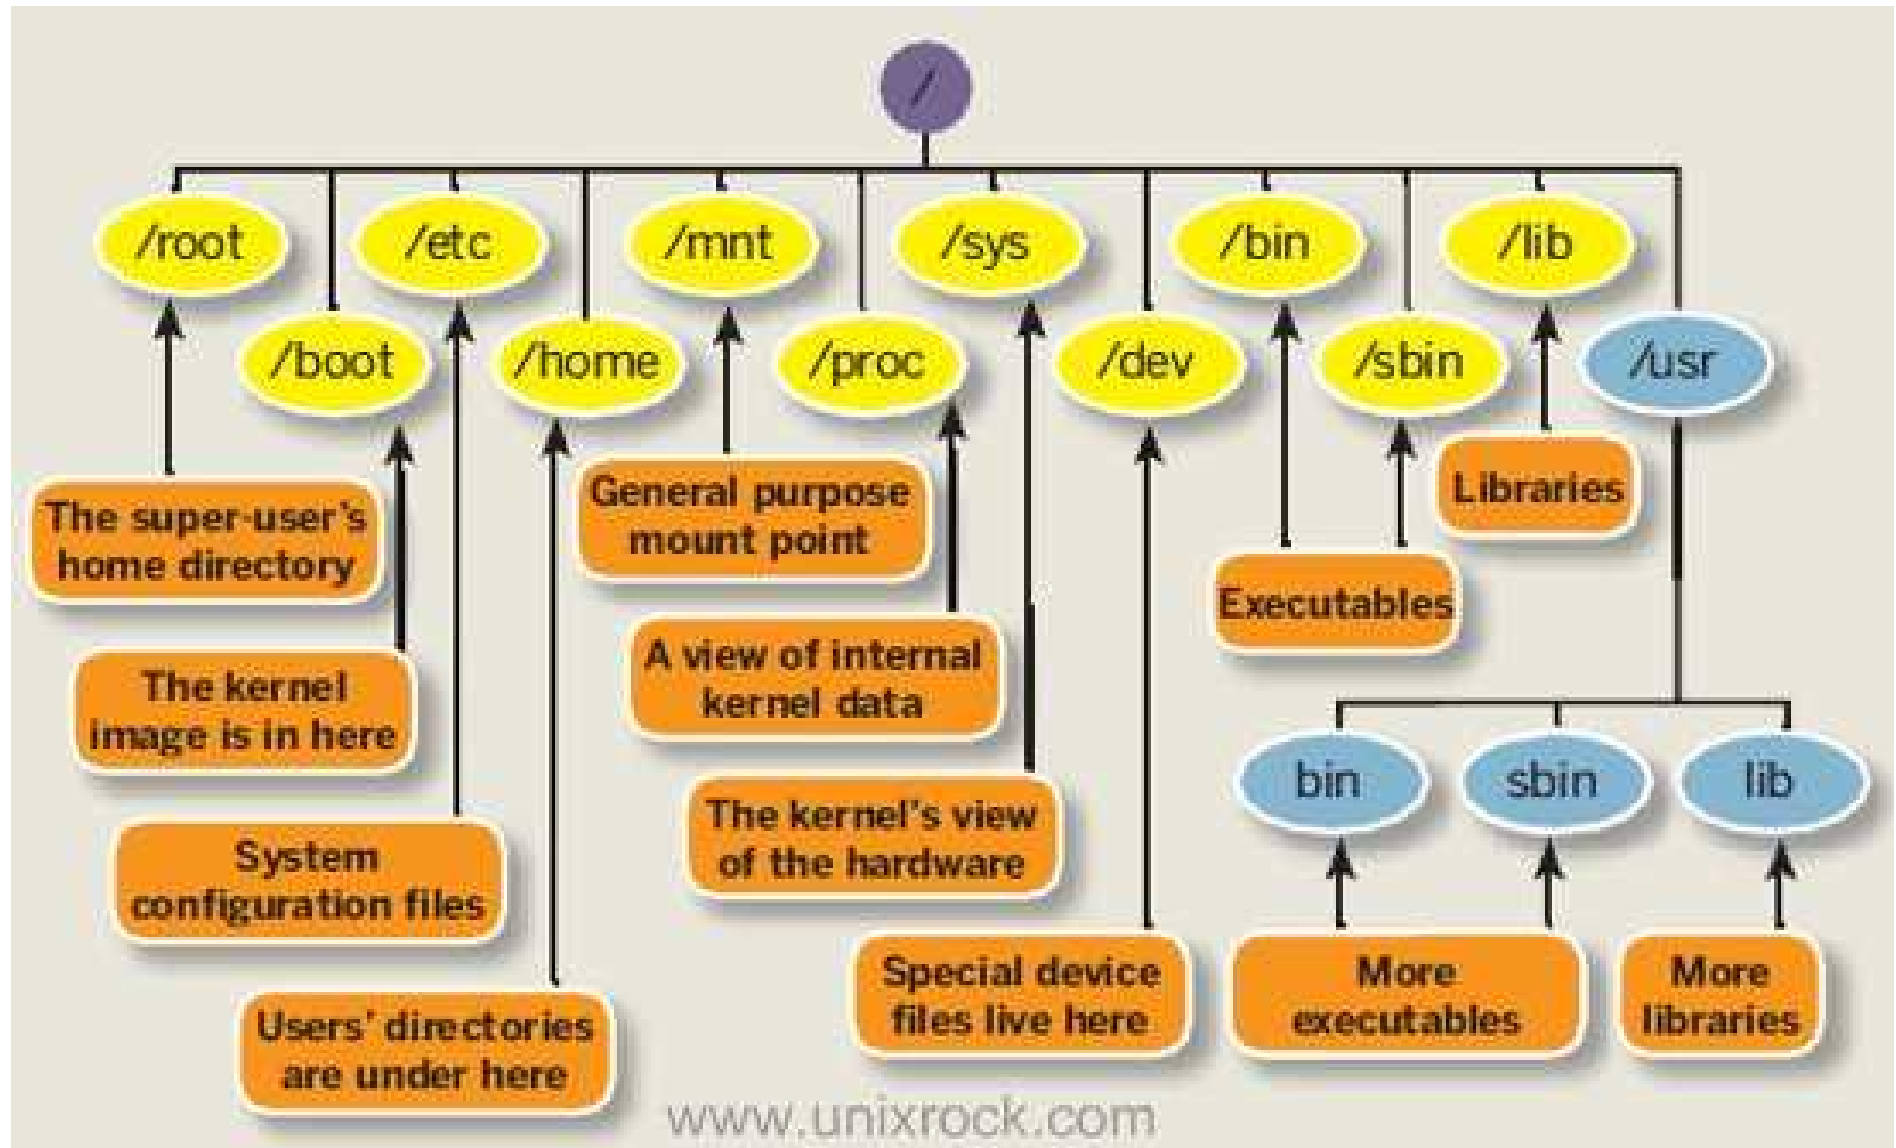 /
/root
/etc
/mnt
/sys
/bin
/lib
/boot
/home
/proc
/dev
/sbin
/usr
The super-user's
home directory
General purpose
mount point
Libraries
Executables
The kernel
image is in here
A view of internal
kernel data
bin
sbin
lib
System
configuration files
The kernel's view
of the hardware
Users' directories
are under here
Special device
files live here
More
executables
More
libraries
www.unixrock.com